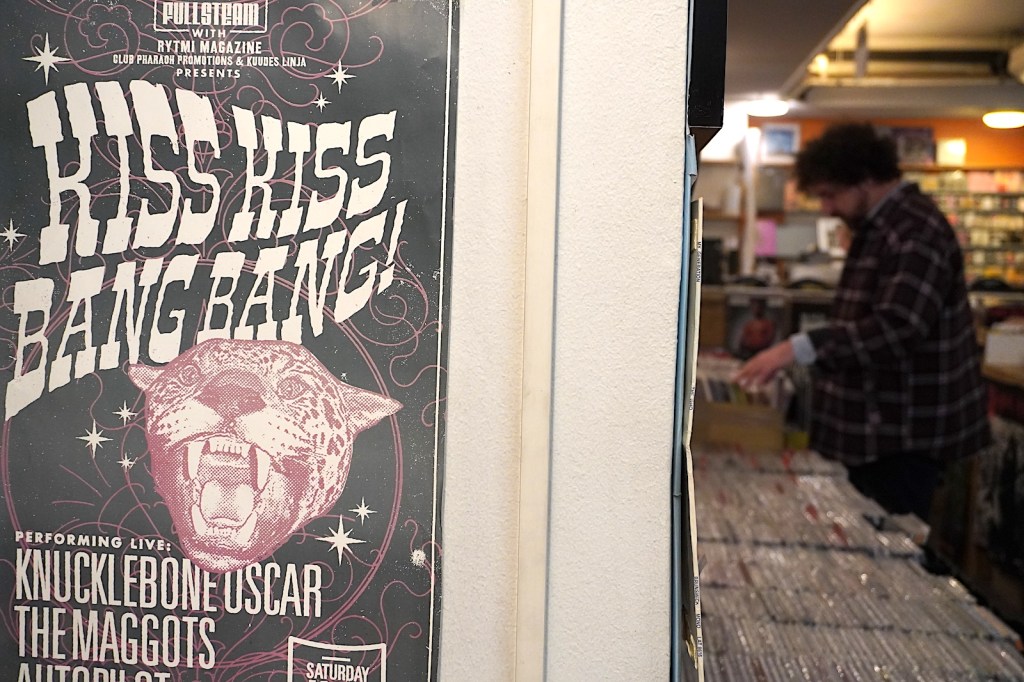 FULLSTEAM
WITH
RYTMI MAGAZINE
CLUB PHARAOH PROMOTIONS & KUUDES LINJA
PRESENTS
KISS KISS
BANG BANG!
PERFORMING LIVE:
KNUCKLEBONE OSCAR
THE MAGGOTS
AUTOPILOT
SATURDAY